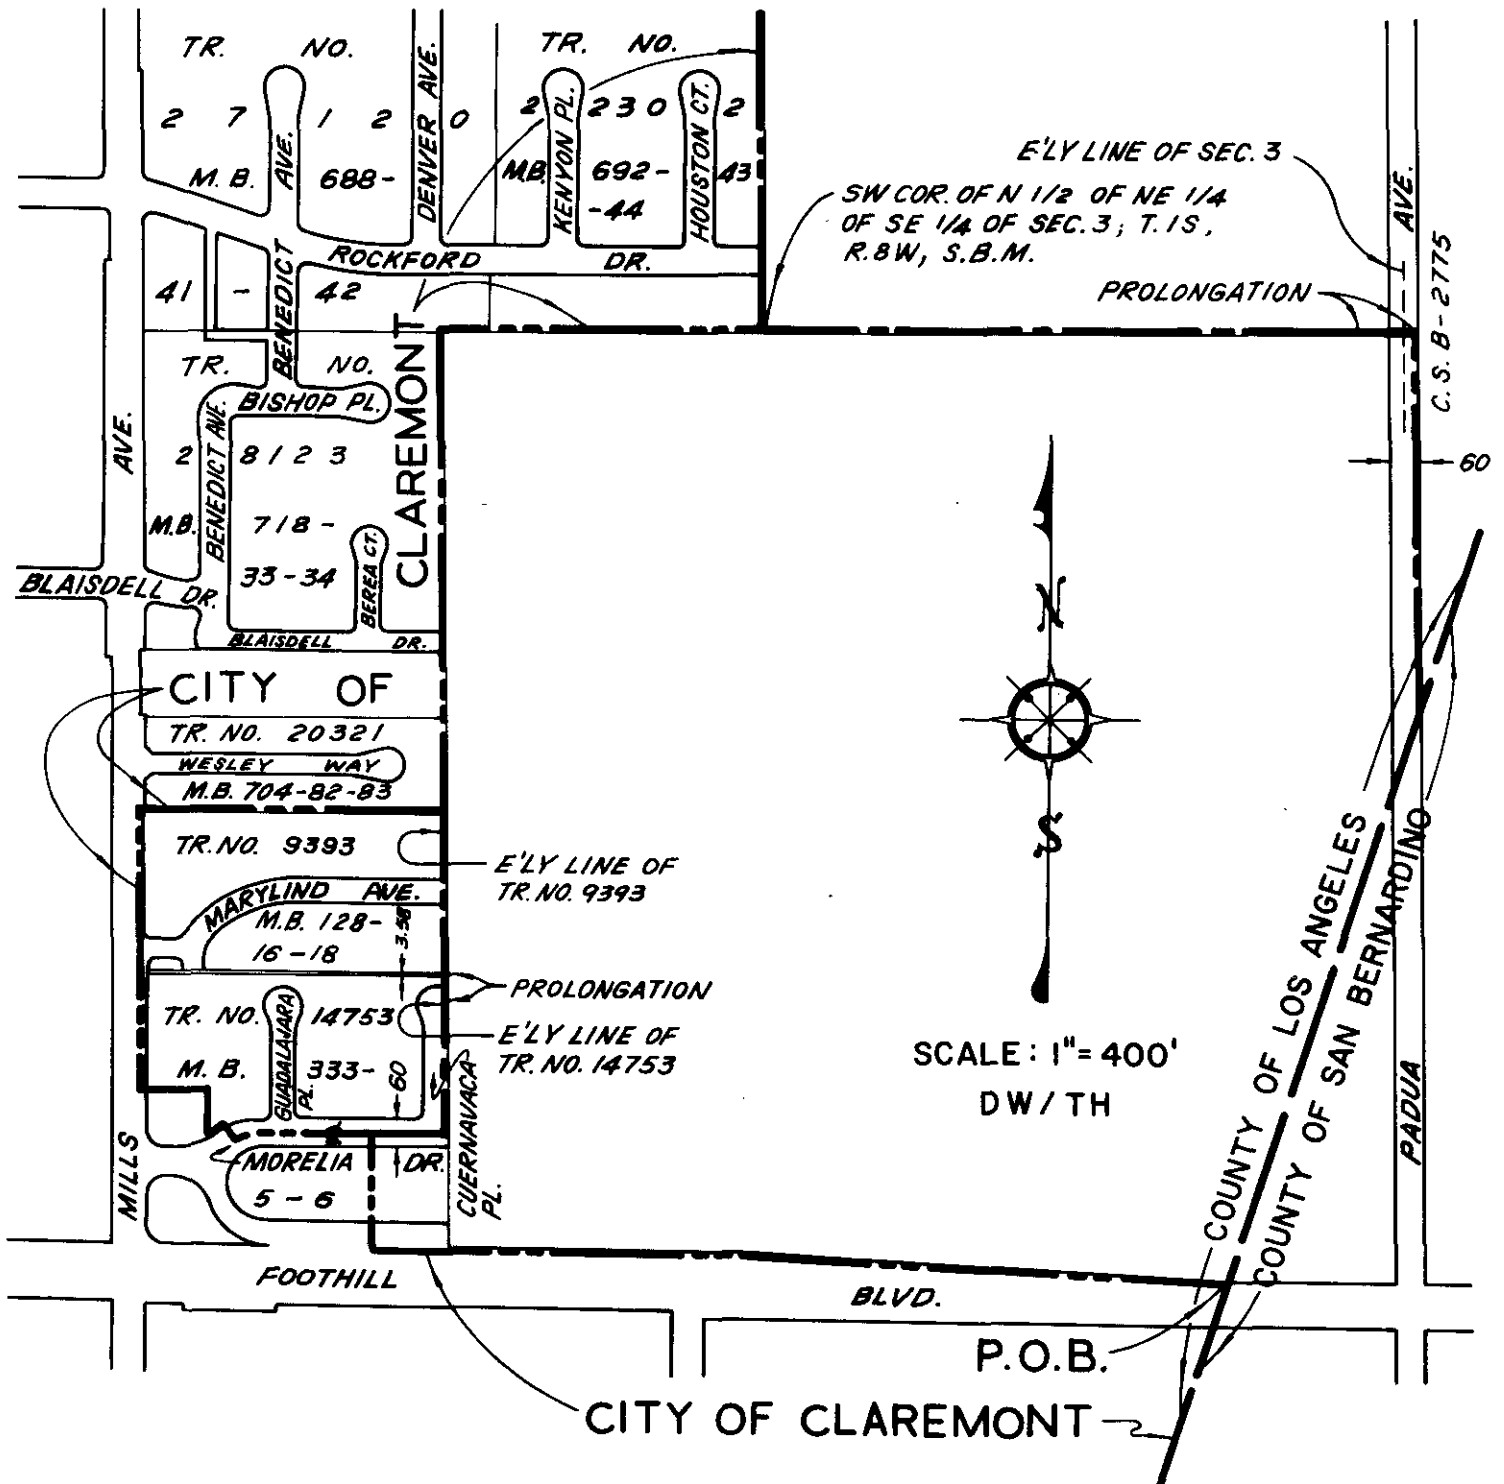 TR. NO.
2 7 1 2 0
M. B. 688-
41 - 42
AVE.
BENEDICT
DENVER AVE.
TR. NO.
2 230 2
M.B. 692- 43
-44
KENYON PL.
HOUSTON CT.
ROCKFORD DR.
E'LY LINE OF SEC. 3
SW COR. OF N 1/2 OF NE 1/4
OF SE 1/4 OF SEC. 3; T. 1S,
R. 8W, S.B.M.
PROLONGATION
AVE.
C. S. B-2775
60
TR. NO.
BISHOP PL.
BENEDICT AVE.
2 8 1 2 3
M.B. 718-
33-34
BEREA CT.
AVE.
CLAREMONT
BLAISDELL DR.
BLAISDELL DR.
CITY OF
TR. NO. 20321
WESLEY WAY
M.B. 704-82-83
TR. NO. 9393
MARYLIND AVE.
M.B. 128-
16-18
3.58
E'LY LINE OF
TR. NO. 9393
PROLONGATION
TR. NO. 14753
M. B. 333-
GUADALAJARA
PL.
60
E'LY LINE OF
TR. NO. 14753
MORELIA DR.
5-6
CUERNAVACA
PL.
MILLS
N
S
SCALE: 1"= 400'
DW/TH
COUNTY OF LOS ANGELES
COUNTY OF SAN BERNARDINO
PADUA
FOOTHILL BLVD.
P.O.B.
CITY OF CLAREMONT